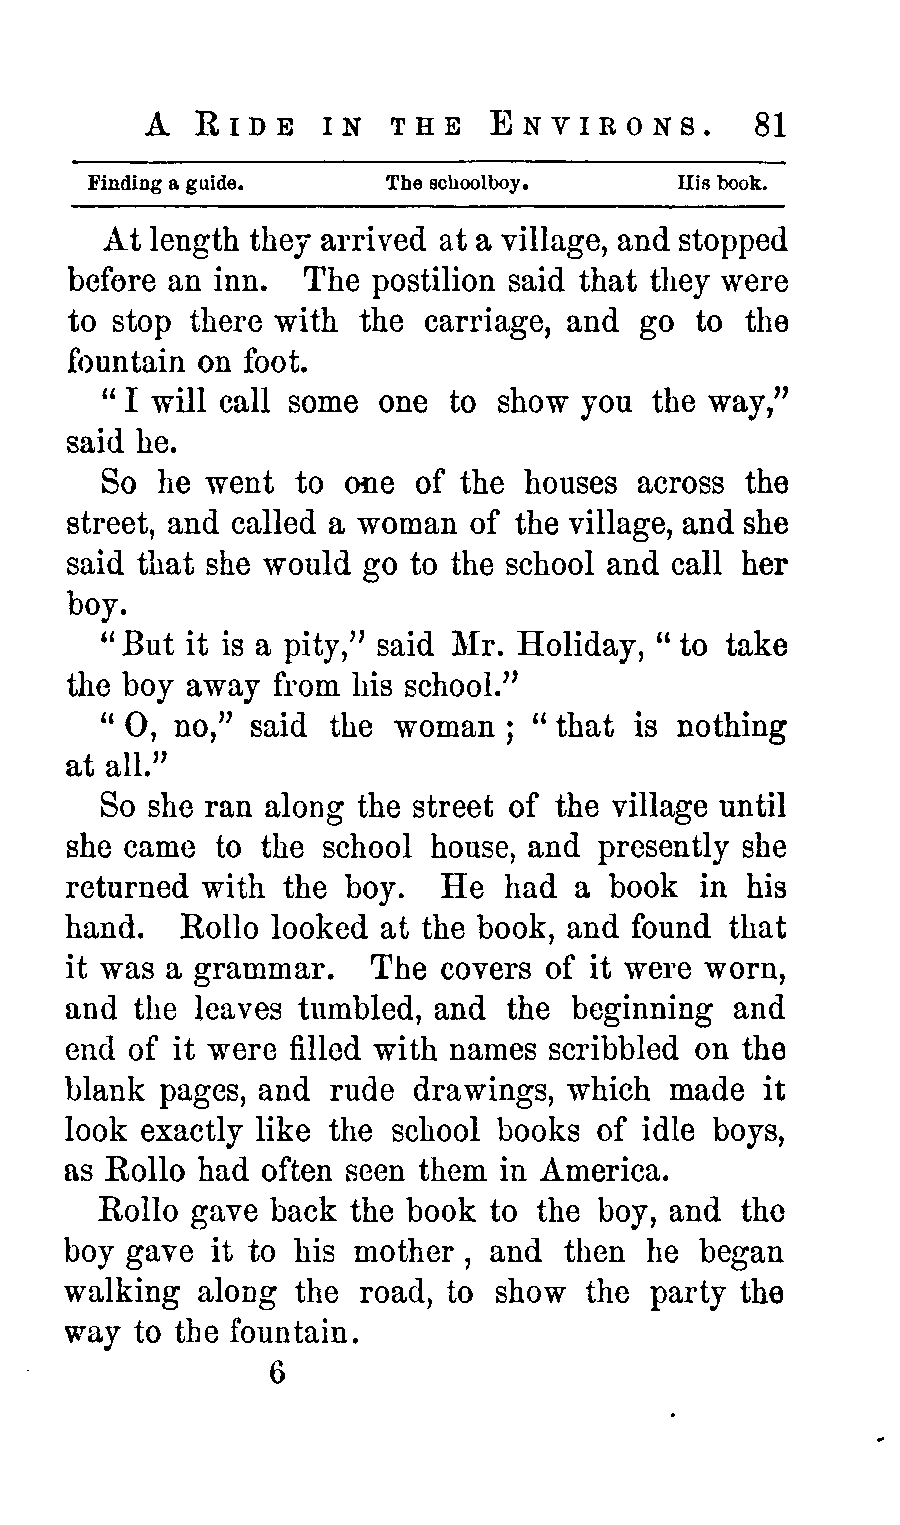 A RIDE IN THE ENVIRONS. 81
Finding a guide. The schoolboy. His book.
At length they arrived at a village, and stopped
before an inn. The postilion said that they were
to stop there with the carriage, and go to the
fountain on foot.
“I will call some one to show you the way,”
said he.
So he went to one of the houses across the
street, and called a woman of the village, and she
said that she would go to the school and call her
boy.
“But it is a pity,” said Mr. Holiday, “to take
the boy away from his school.”
“O, no,” said the woman; “that is nothing
at all.”
So she ran along the street of the village until
she came to the school house, and presently she
returned with the boy. He had a book in his
hand. Rollo looked at the book, and found that
it was a grammar. The covers of it were worn,
and the leaves tumbled, and the beginning and
end of it were filled with names scribbled on the
blank pages, and rude drawings, which made it
look exactly like the school books of idle boys,
as Rollo had often seen them in America.
Rollo gave back the book to the boy, and the
boy gave it to his mother, and then he began
walking along the road, to show the party the
way to the fountain.
6